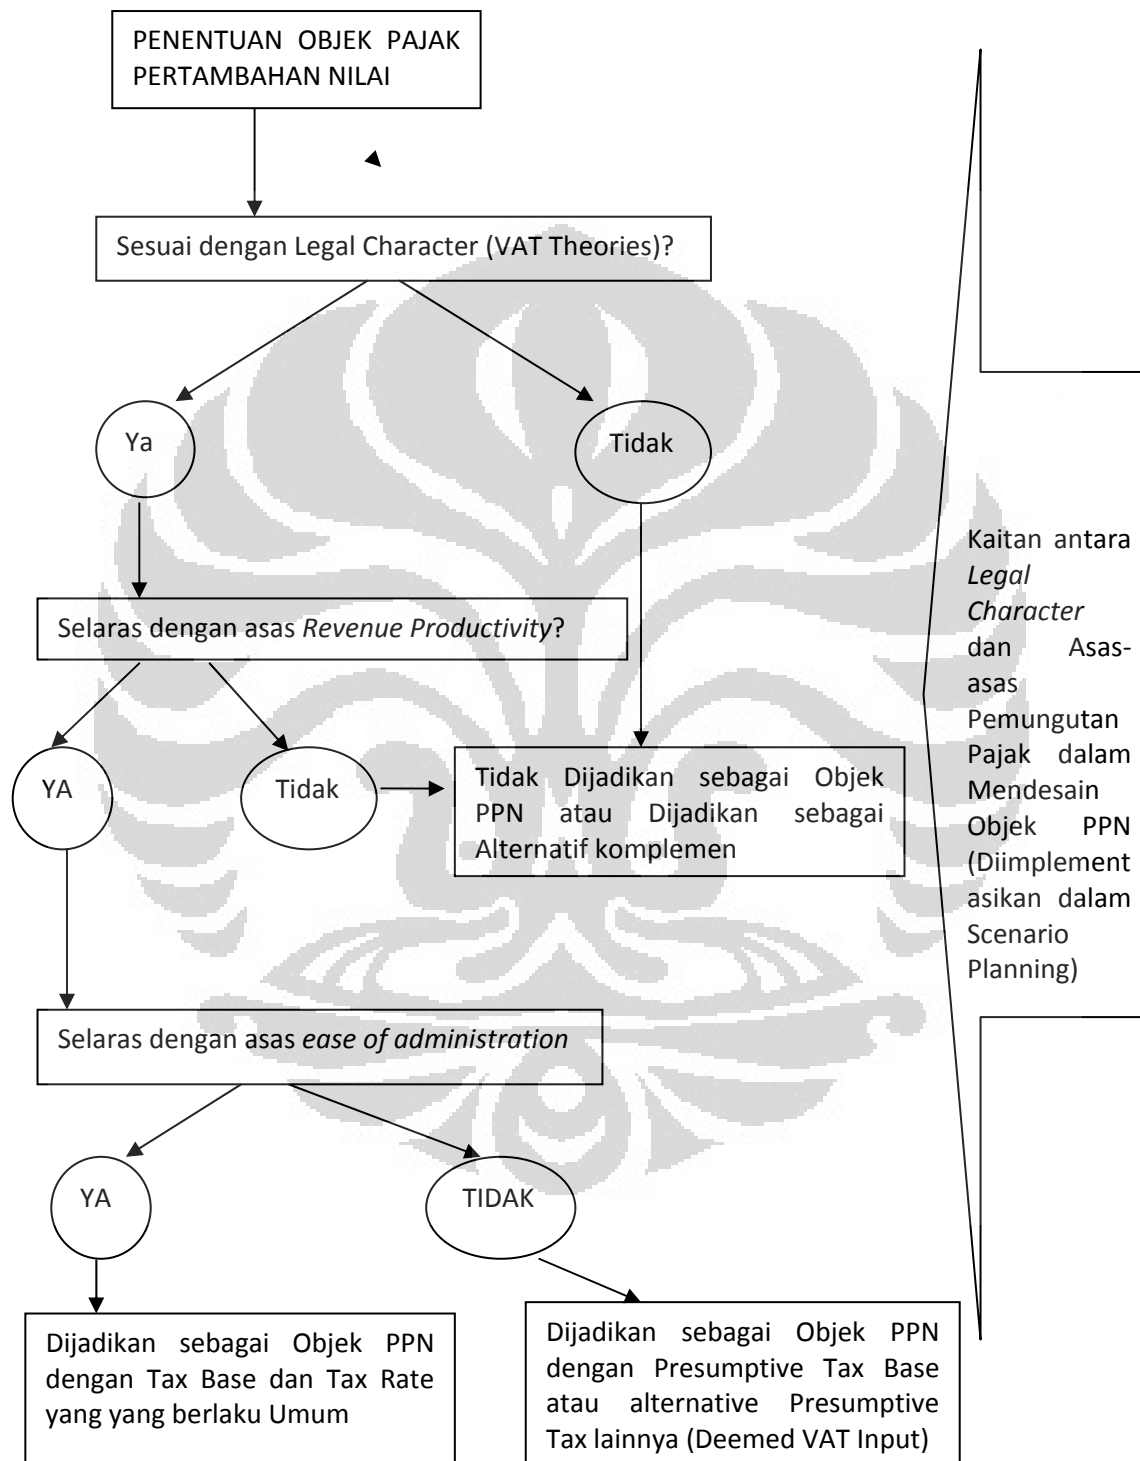 PENENTUAN OBJEK PAJAK
PERTAMBAHAN NILAI
Sesuai dengan Legal Character (VAT Theories)?
Ya
Tidak
Selaras dengan asas Revenue Productivity?
YA
Tidak
Tidak Dijadikan sebagai Objek
PPN atau Dijadikan sebagai
Alternatif komplemen
Selaras dengan asas ease of administration
YA
TIDAK
Dijadikan sebagai Objek PPN
dengan Tax Base dan Tax Rate
yang yang berlaku Umum
Dijadikan sebagai Objek PPN
dengan Presumptive Tax Base
atau alternative Presumptive
Tax lainnya (Deemed VAT Input)
Kaitan antara
Legal
Character
dan Asas-
asas
Pemungutan
Pajak dalam
Mendesain
Objek PPN
(Diimplement
asikan dalam
Scenario
Planning)